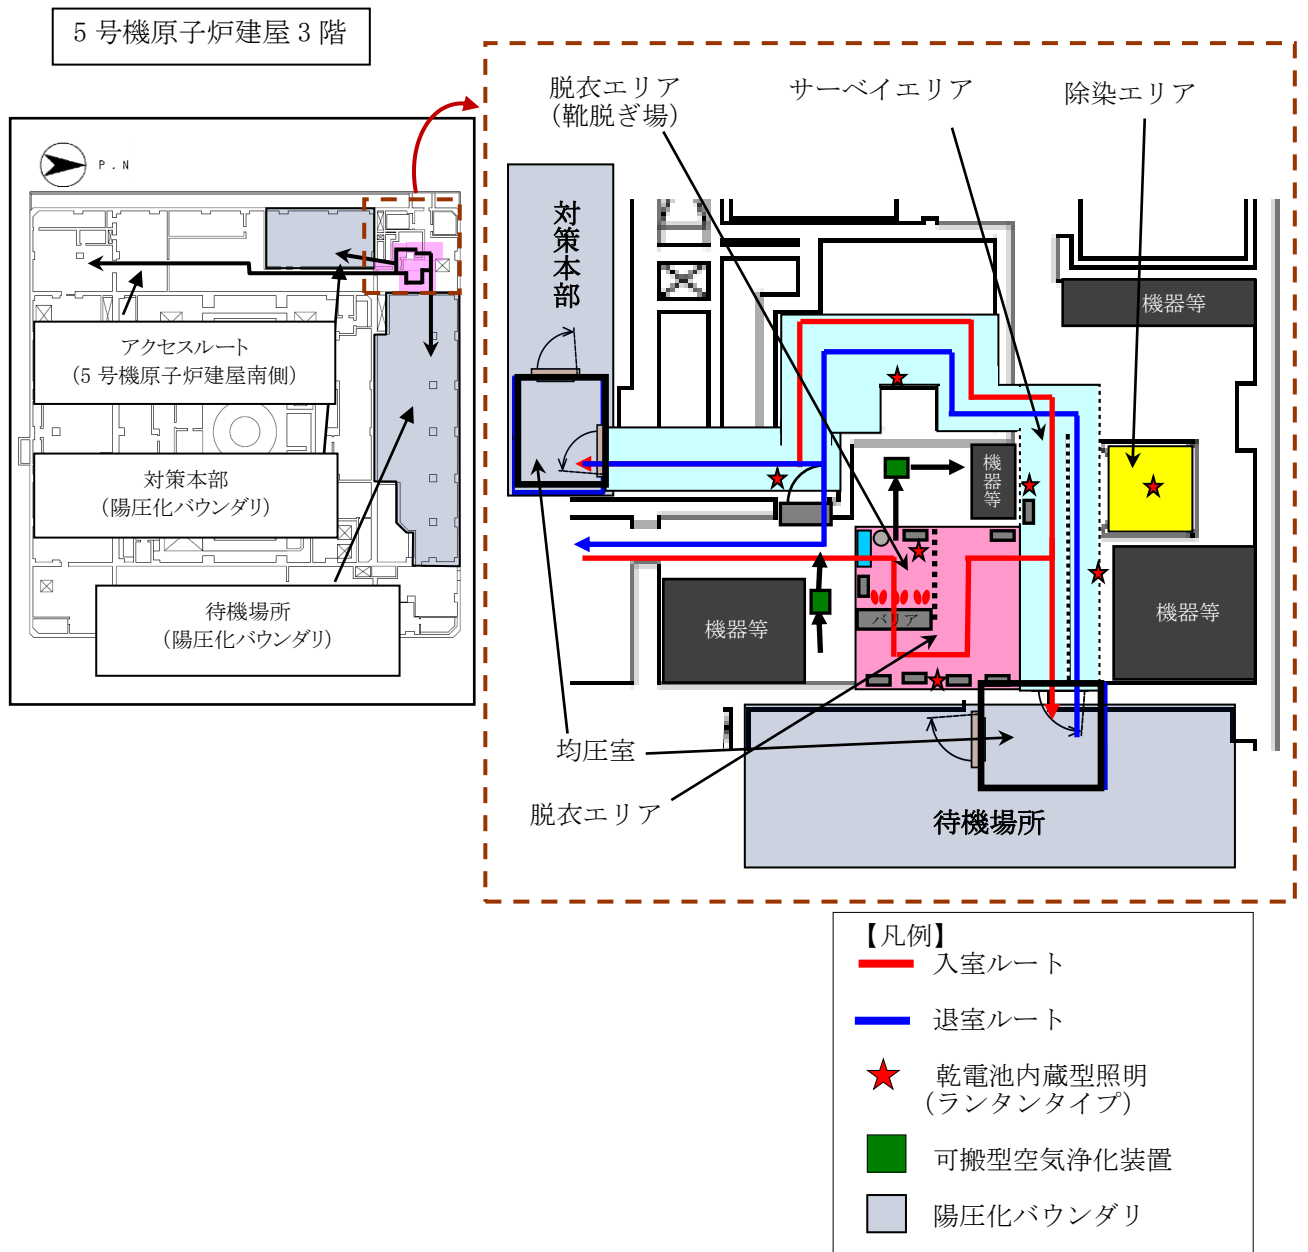 ５号機原子炉建屋３階
P.N
アクセスルート
(５号機原子炉建屋南側)
対策本部
(陽圧化バウンダリ)
待機場所
(陽圧化バウンダリ)
脱衣エリア
(靴脱ぎ場)
サーベイエリア
除染エリア
対策本部
機器等
機器等
機器等
バリア
機器等
均圧室
脱衣エリア
待機場所
【凡例】
入室ルート
退室ルート
乾電池内蔵型照明
(ランタンタイプ)
可搬型空気浄化装置
陽圧化バウンダリ